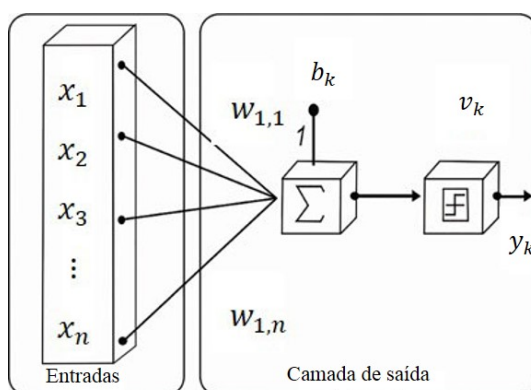 x₁
x₂
x₃
⋮
xₙ
Entradas
w₁,₁
w₁,ₙ
bₖ
1
Σ
vₖ
yₖ
Camada de saída